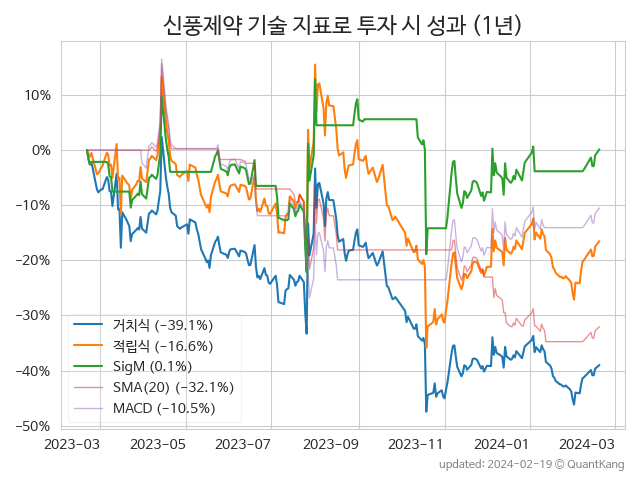 신풍제약 기술 지표로 투자 시 성과 (1년)
10%
0%
−10%
−20%
−30%
−40%
−50%
거치식 (−39.1%)
적립식 (−16.6%)
SigM (0.1%)
SMA(20) (−32.1%)
MACD (−10.5%)
2023−03
2023−05
2023−07
2023−09
2023−11
2024−01
2024−03
updated: 2024−02−19 © QuantKang